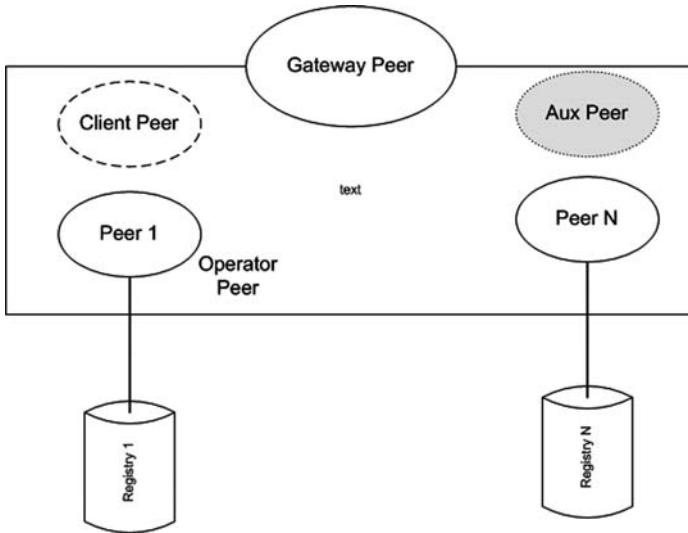 Gateway Peer
Client Peer
Aux Peer
text
Peer 1
Peer N
Operator
Peer
Registry 1
Registry N